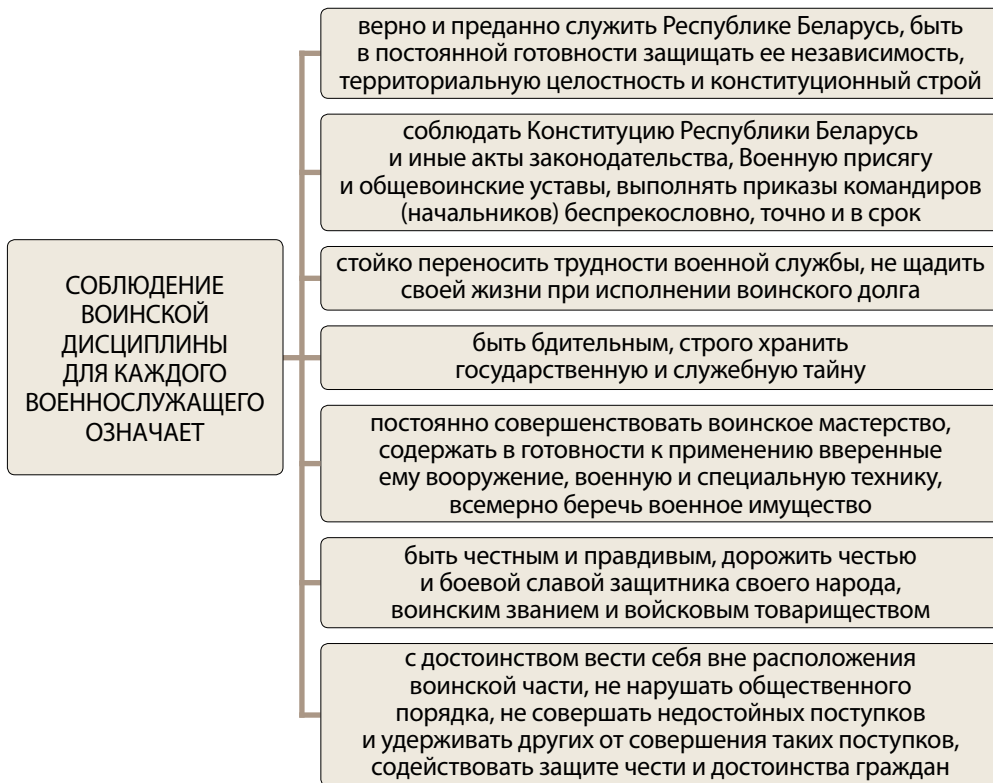 СОБЛЮДЕНИЕ
ВОИНСКОЙ
ДИСЦИПЛИНЫ
ДЛЯ КАЖДОГО
ВОЕННОСЛУЖАЩЕГО
ОЗНАЧАЕТ
верно и преданно служить Республике Беларусь, быть
в постоянной готовности защищать ее независимость,
территориальную целостность и конституционный строй
соблюдать Конституцию Республики Беларусь
и иные акты законодательства, Военную присягу
и общевоинские уставы, выполнять приказы командиров
(начальников) беспрекословно, точно и в срок
стойко переносить трудности военной службы, не щадить
своей жизни при исполнении воинского долга
быть бдительным, строго хранить
государственную и служебную тайну
постоянно совершенствовать воинское мастерство,
содержать в готовности к применению вверенные
ему вооружение, военную и специальную технику,
всемерно беречь военное имущество
быть честным и правдивым, дорожить честью
и боевой славой защитника своего народа,
воинским званием и войсковым товариществом
с достоинством вести себя вне расположения
воинской части, не нарушать общественного
порядка, не совершать недостойных поступков
и удерживать других от совершения таких поступков,
содействовать защите чести и достоинства граждан